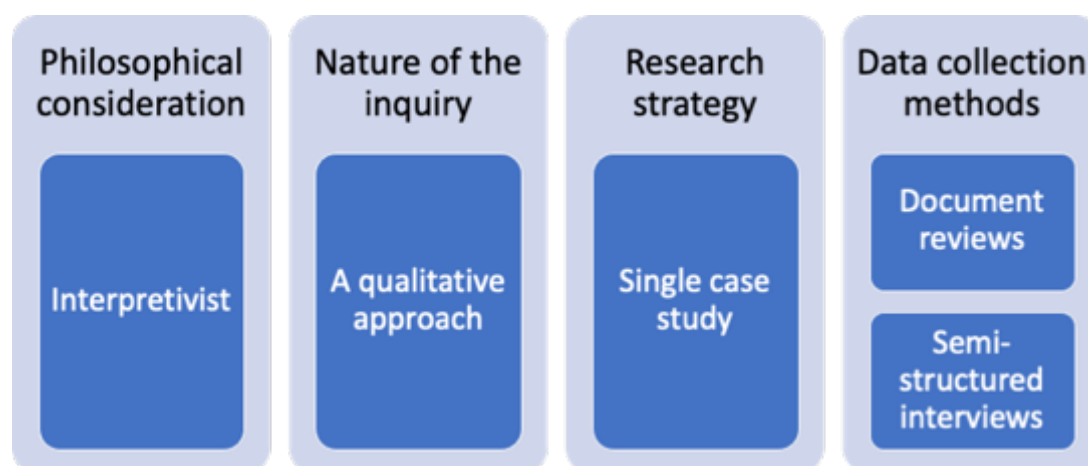 Philosophical
consideration
Interpretivist
Nature of the
inquiry
A qualitative
approach
Research
strategy
Single case
study
Data collection
methods
Document
reviews
Semi-
structured
interviews